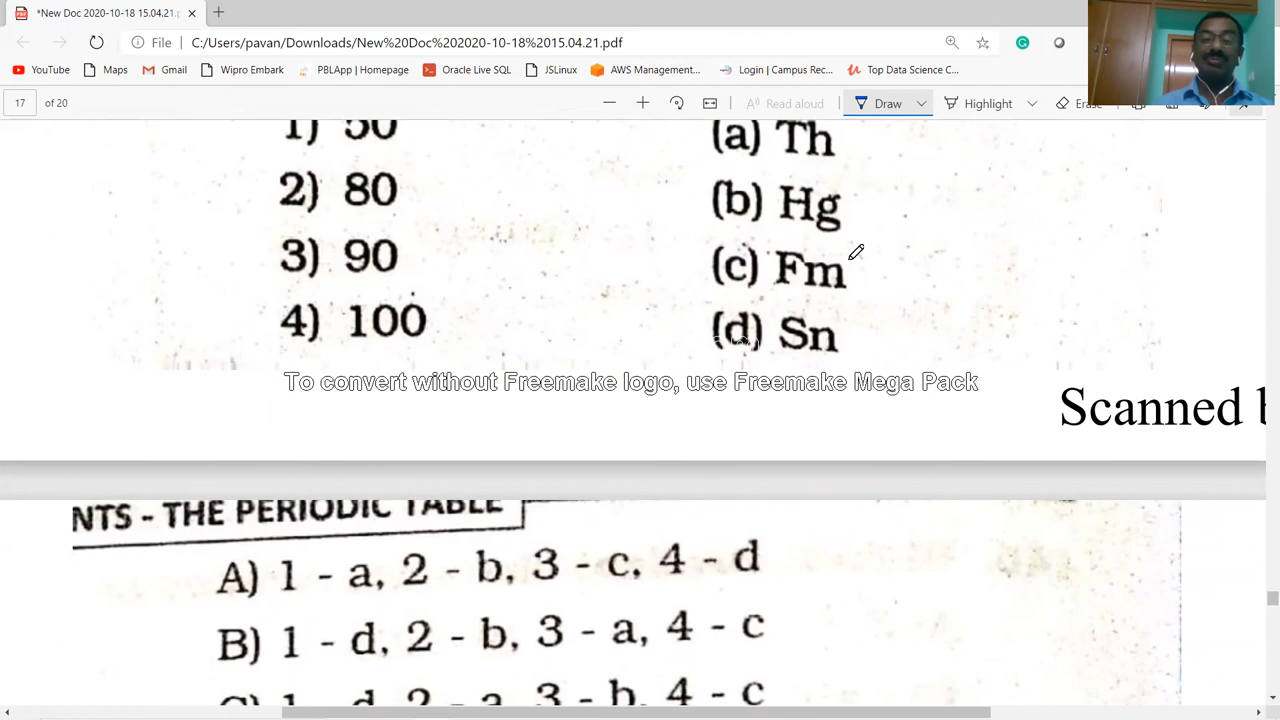 *New Doc 2020-10-18 15.04.21.p
File C:/Users/pavan/Downloads/New%20Doc%202020-10-18%2015.04.21.pdf
YouTube Maps Gmail Wipro Embark PBLApp | Homepage Oracle Live SQL JSLinux AWS Management... Login | Campus Rec... Top Data Science C...
17 of 20 Read aloud Draw Highlight Erase
1) 50 (a) Th
2) 80 (b) Hg
3) 90 (c) Fm
4) 100 (d) Sn
To convert without Freemake logo, use Freemake Mega Pack
Scanned b
NTS - THE PERIODIC TABLE
A) 1 - a, 2 - b, 3 - c, 4 - d
B) 1 - d, 2 - b, 3 - a, 4 - c
C) 1 - d, 2 - a, 3 - b, 4 - c